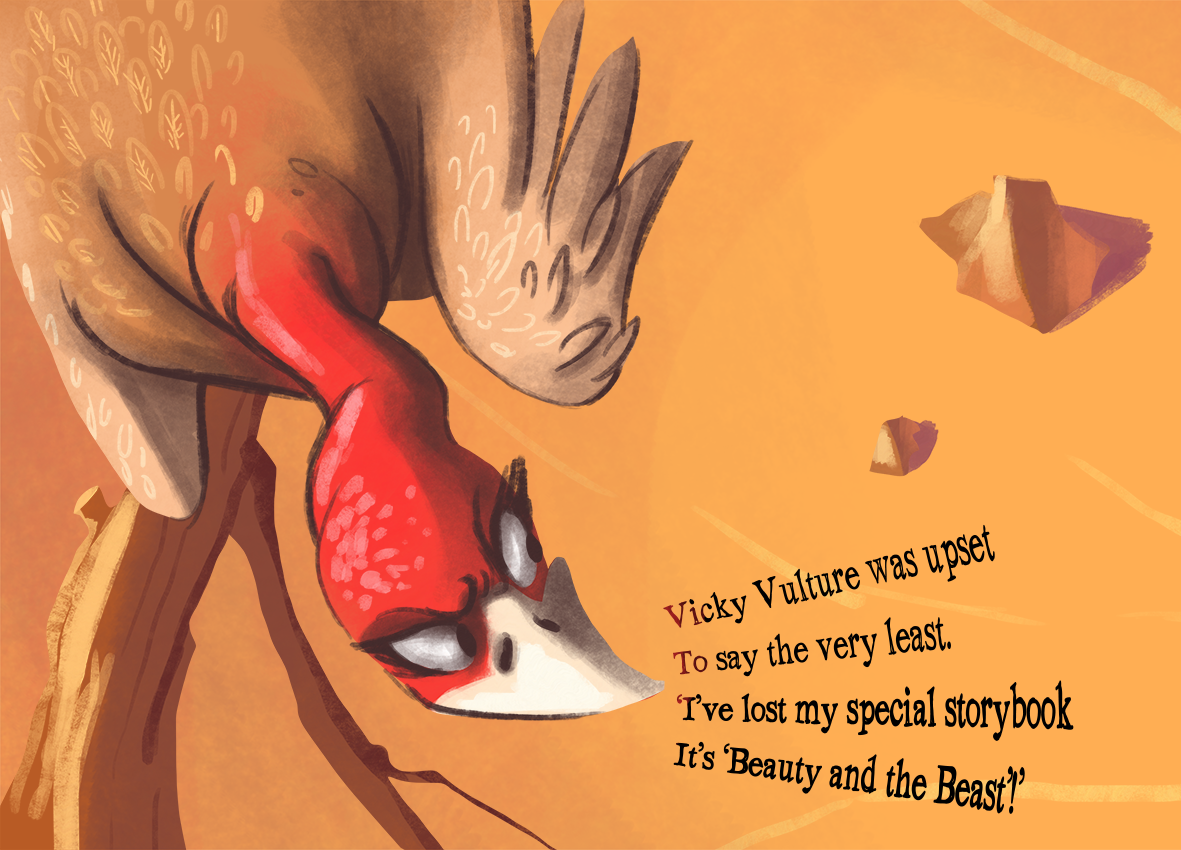 Vicky Vulture was upset
To say the very least.
‘I’ve lost my special storybook
It’s ‘Beauty and the Beast’!’